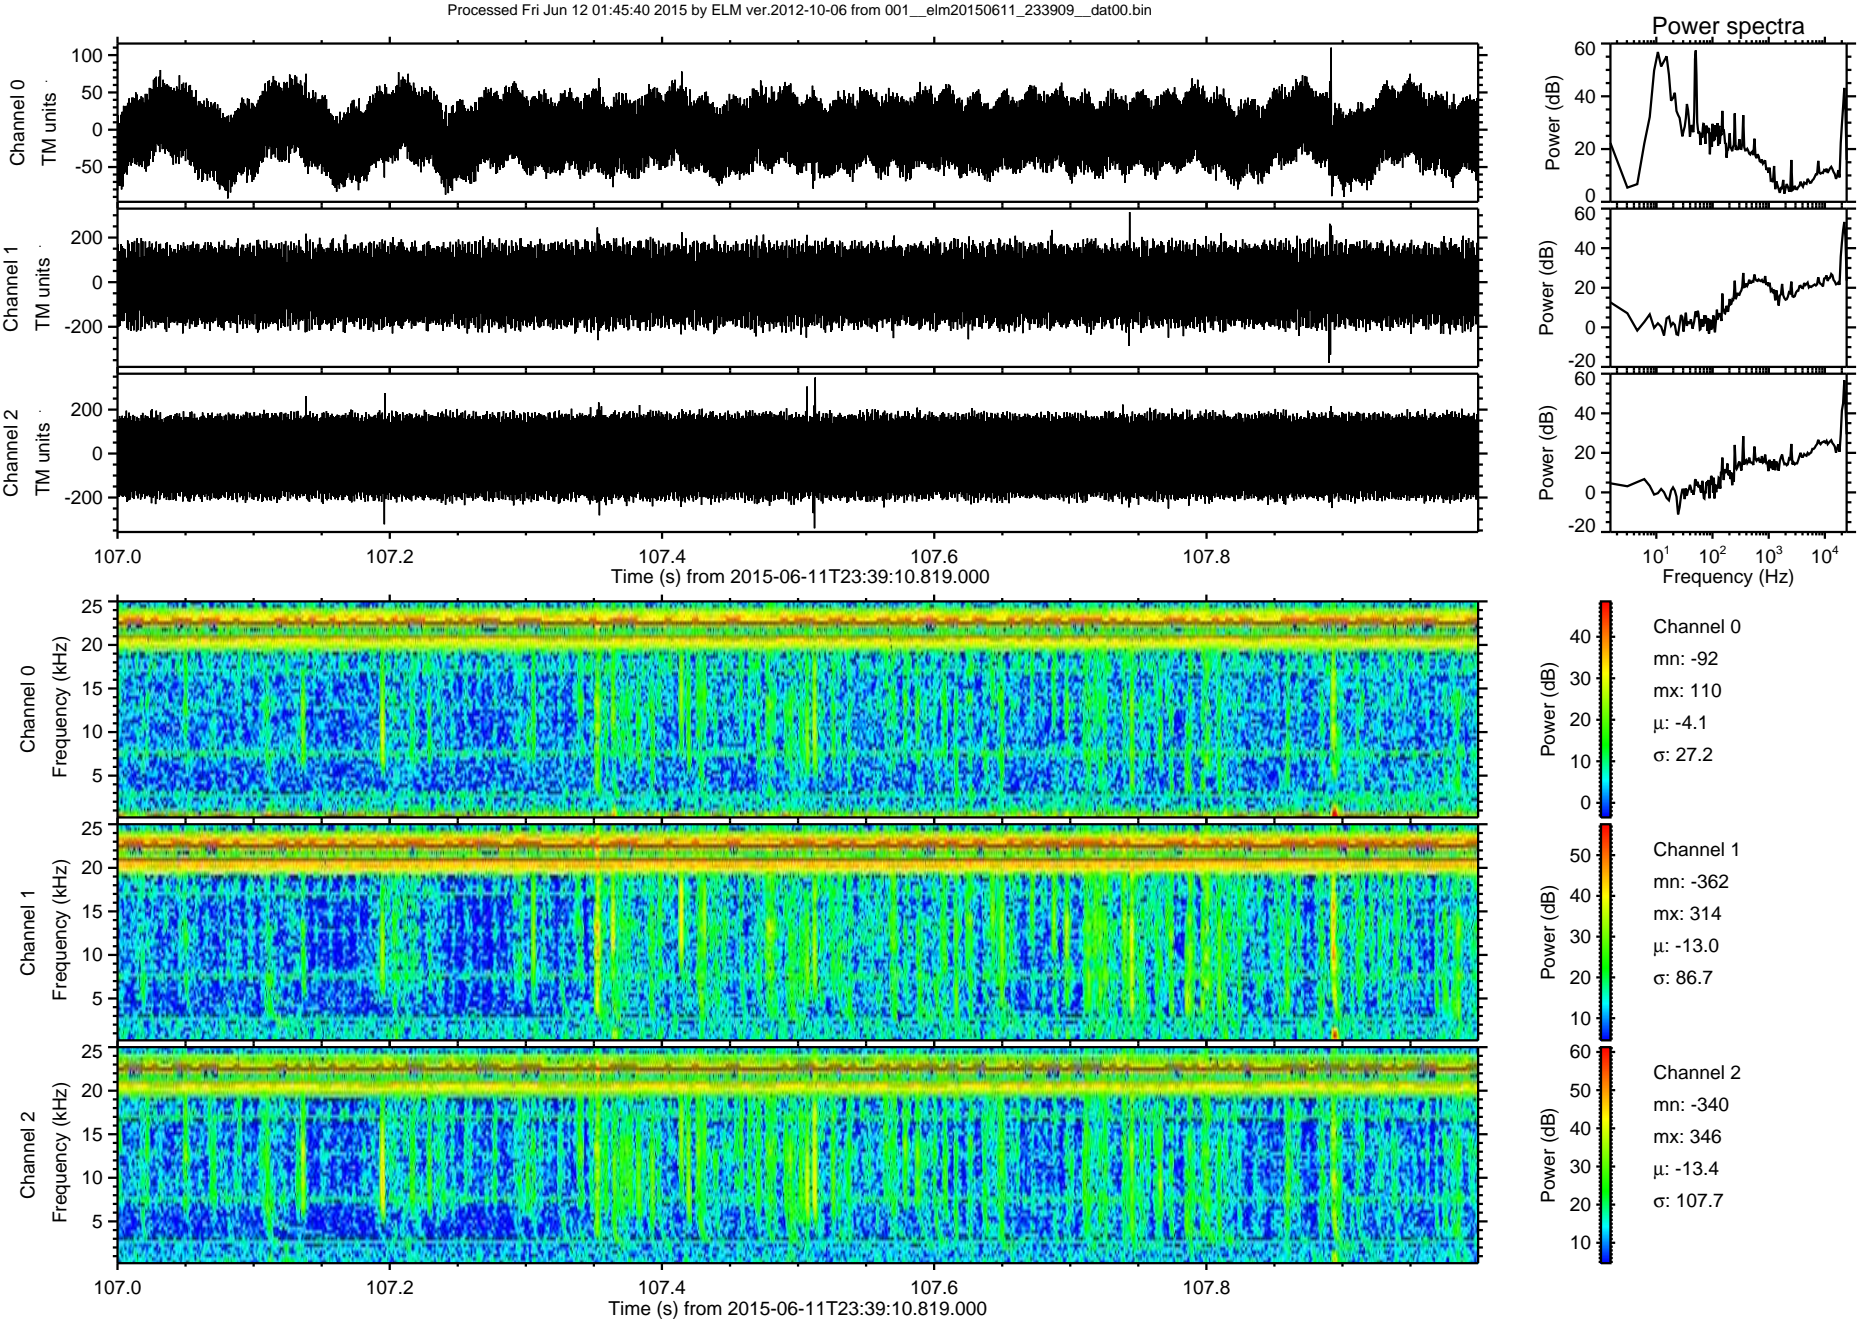 Processed Fri Jun 12 01:45:40 2015 by ELM ver.2012-10-06 from 001__elm20150611_233909__dat00.bin
Power spectra
Channel 0
TM units
100
50
0
-50
Power (dB)
60
40
20
0
Channel 1
TM units
200
0
-200
Power (dB)
60
40
20
0
-20
Channel 2
TM units
200
0
-200
Power (dB)
60
40
20
0
-20
107.0 107.2 107.4 107.6 107.8
Time (s) from 2015-06-11T23:39:10.819.000
10¹ 10² 10³ 10⁴
Frequency (Hz)
Channel 0
Frequency (kHz)
25
20
15
10
5
Power (dB)
40
30
20
10
0
Channel 0
mn: -92
mx: 110
μ: -4.1
σ: 27.2
Channel 1
Frequency (kHz)
25
20
15
10
5
Power (dB)
50
40
30
20
10
Channel 1
mn: -362
mx: 314
μ: -13.0
σ: 86.7
Channel 2
Frequency (kHz)
25
20
15
10
5
Power (dB)
60
50
40
30
20
10
Channel 2
mn: -340
mx: 346
μ: -13.4
σ: 107.7
107.0 107.2 107.4 107.6 107.8
Time (s) from 2015-06-11T23:39:10.819.000